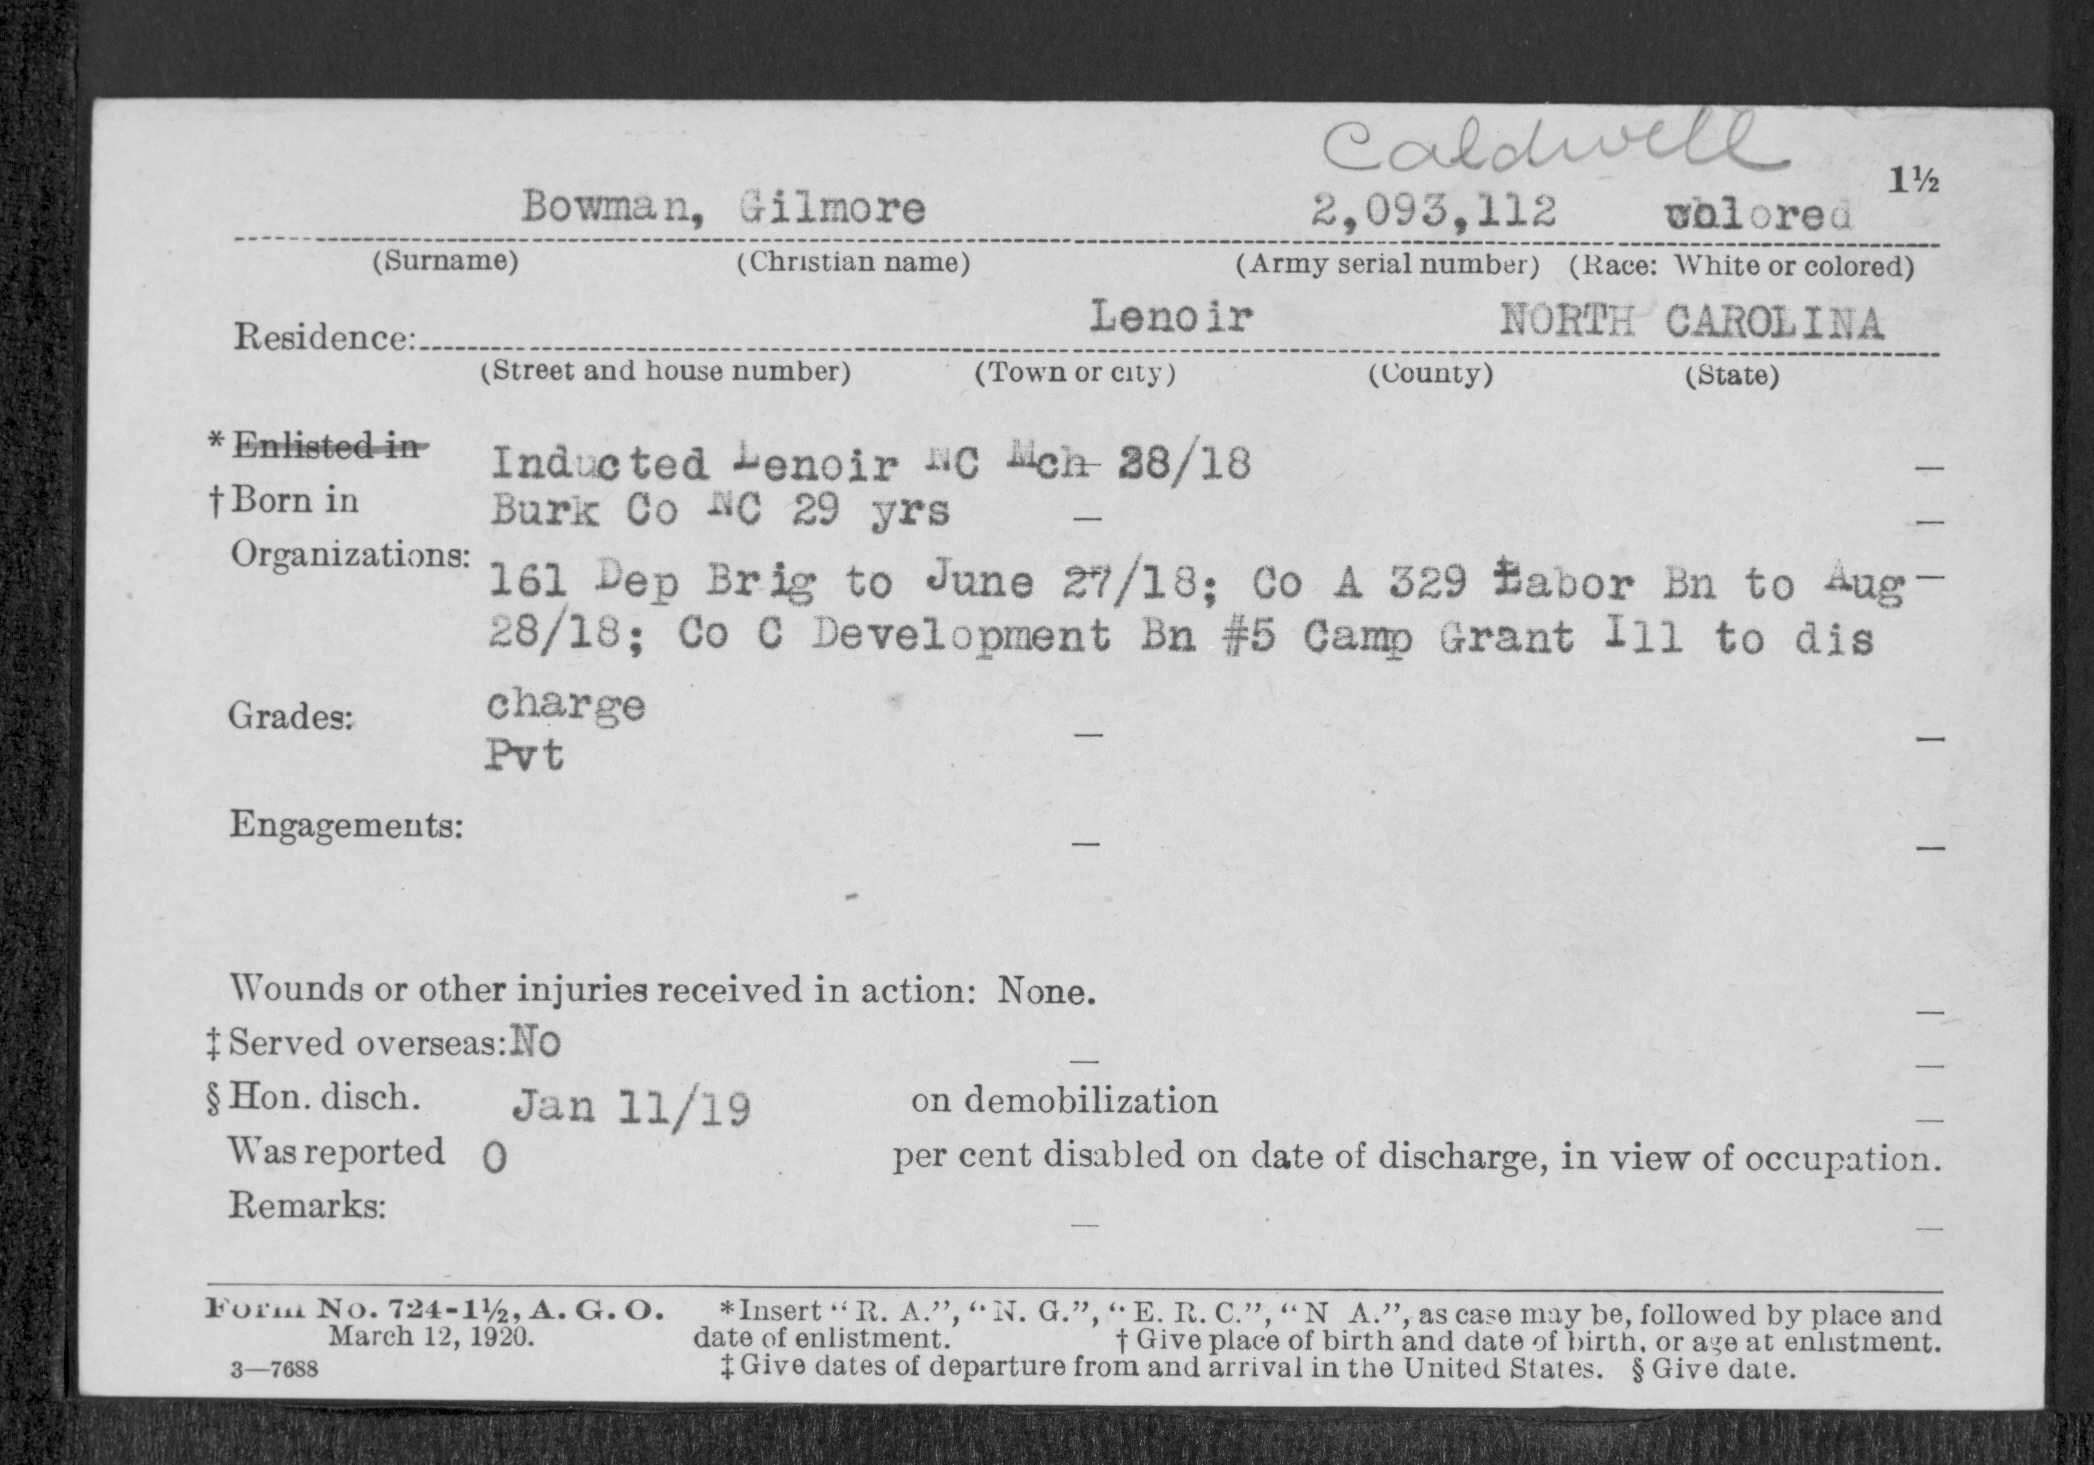 Caldwell
1½
Bowman, Gilmore 2,093,112 colored
(Surname) (Christian name) (Army serial number) (Race: White or colored)
Residence: Lenoir NORTH CAROLINA
(Street and house number) (Town or city) (County) (State)
* Enlisted in Inducted Lenoir NC Mch 28/18 —
† Born in Burk Co NC 29 yrs — —
Organizations: 161 Dep Brig to June 27/18; Co A 329 Labor Bn to Aug —
28/18; Co C Development Bn #5 Camp Grant Ill to dis
charge
Grades: — —
Pvt
Engagements: — —
Wounds or other injuries received in action: None. —
‡ Served overseas: No — —
§ Hon. disch. Jan 11/19 on demobilization —
Was reported 0 per cent disabled on date of discharge, in view of occupation.
Remarks: — —
Form No. 724-1½, A. G. O. *Insert “R. A.”, “N. G.”, “E. R. C.”, “N A.”, as case may be, followed by place and
March 12, 1920. date of enlistment. † Give place of birth and date of birth, or age at enlistment.
3—7688 ‡ Give dates of departure from and arrival in the United States. § Give date.